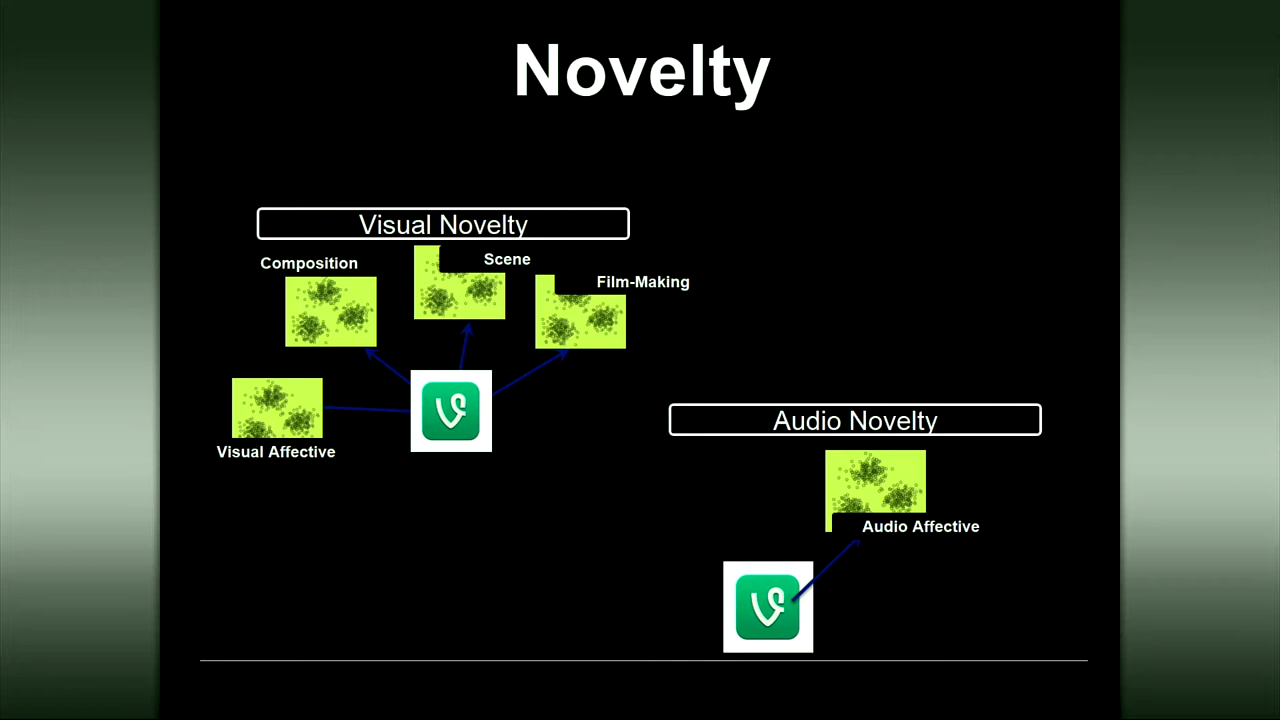 Novelty
Visual Novelty
Composition
Scene
Film-Making
Visual Affective
Audio Novelty
Audio Affective